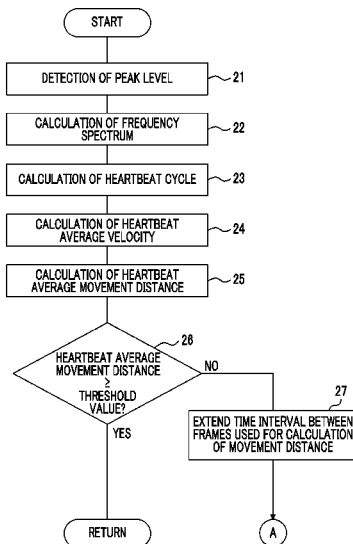 START
DETECTION OF PEAK LEVEL
21
CALCULATION OF FREQUENCY
SPECTRUM
22
CALCULATION OF HEARTBEAT CYCLE
23
CALCULATION OF HEARTBEAT
AVERAGE VELOCITY
24
CALCULATION OF HEARTBEAT
AVERAGE MOVEMENT DISTANCE
25
26
HEARTBEAT AVERAGE
MOVEMENT DISTANCE
≥
THRESHOLD
VALUE?
NO
YES
27
EXTEND TIME INTERVAL BETWEEN
FRAMES USED FOR CALCULATION
OF MOVEMENT DISTANCE
RETURN
A